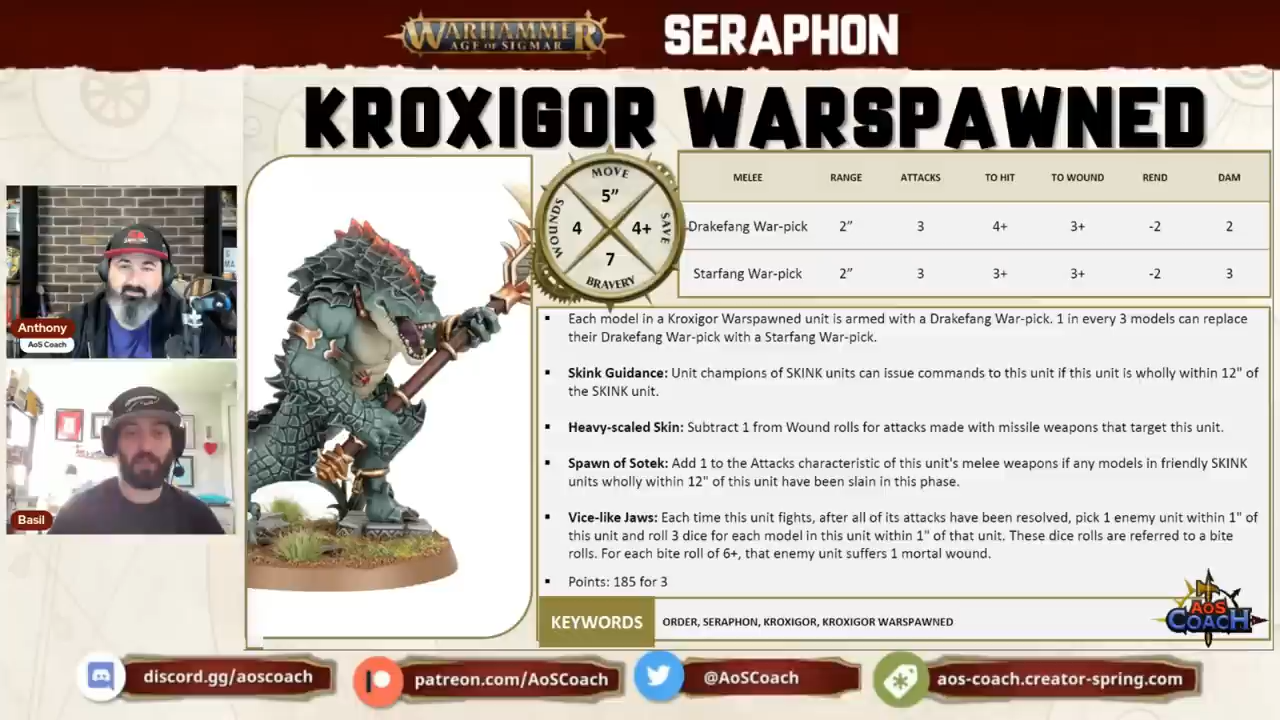 WARHAMMER
AGE OF SIGMAR
SERAPHON
KROXIGOR WARSPAWNED
MOVE
5”
WOUNDS
4
4+
SAVE
7
BRAVERY
MELEE RANGE ATTACKS TO HIT TO WOUND REND DAM
Drakefang War-pick 2” 3 4+ 3+ -2 2
Starfang War-pick 2” 3 3+ 3+ -2 3
▪ Each model in a Kroxigor Warspawned unit is armed with a Drakefang War-pick. 1 in every 3 models can replace
their Drakefang War-pick with a Starfang War-pick.
▪ Skink Guidance: Unit champions of SKINK units can issue commands to this unit if this unit is wholly within 12" of
the SKINK unit.
▪ Heavy-scaled Skin: Subtract 1 from Wound rolls for attacks made with missile weapons that target this unit.
▪ Spawn of Sotek: Add 1 to the Attacks characteristic of this unit's melee weapons if any models in friendly SKINK
units wholly within 12" of this unit have been slain in this phase.
▪ Vice-like Jaws: Each time this unit fights, after all of its attacks have been resolved, pick 1 enemy unit within 1" of
this unit and roll 3 dice for each model in this unit within 1" of that unit. These dice rolls are referred to a bite
rolls. For each bite roll of 6+, that enemy unit suffers 1 mortal wound.
▪ Points: 185 for 3
KEYWORDS
ORDER, SERAPHON, KROXIGOR, KROXIGOR WARSPAWNED
AoS
COACH
Anthony
AoS Coach
Basil
discord.gg/aoscoach
patreon.com/AoSCoach
@AoSCoach
aos-coach.creator-spring.com